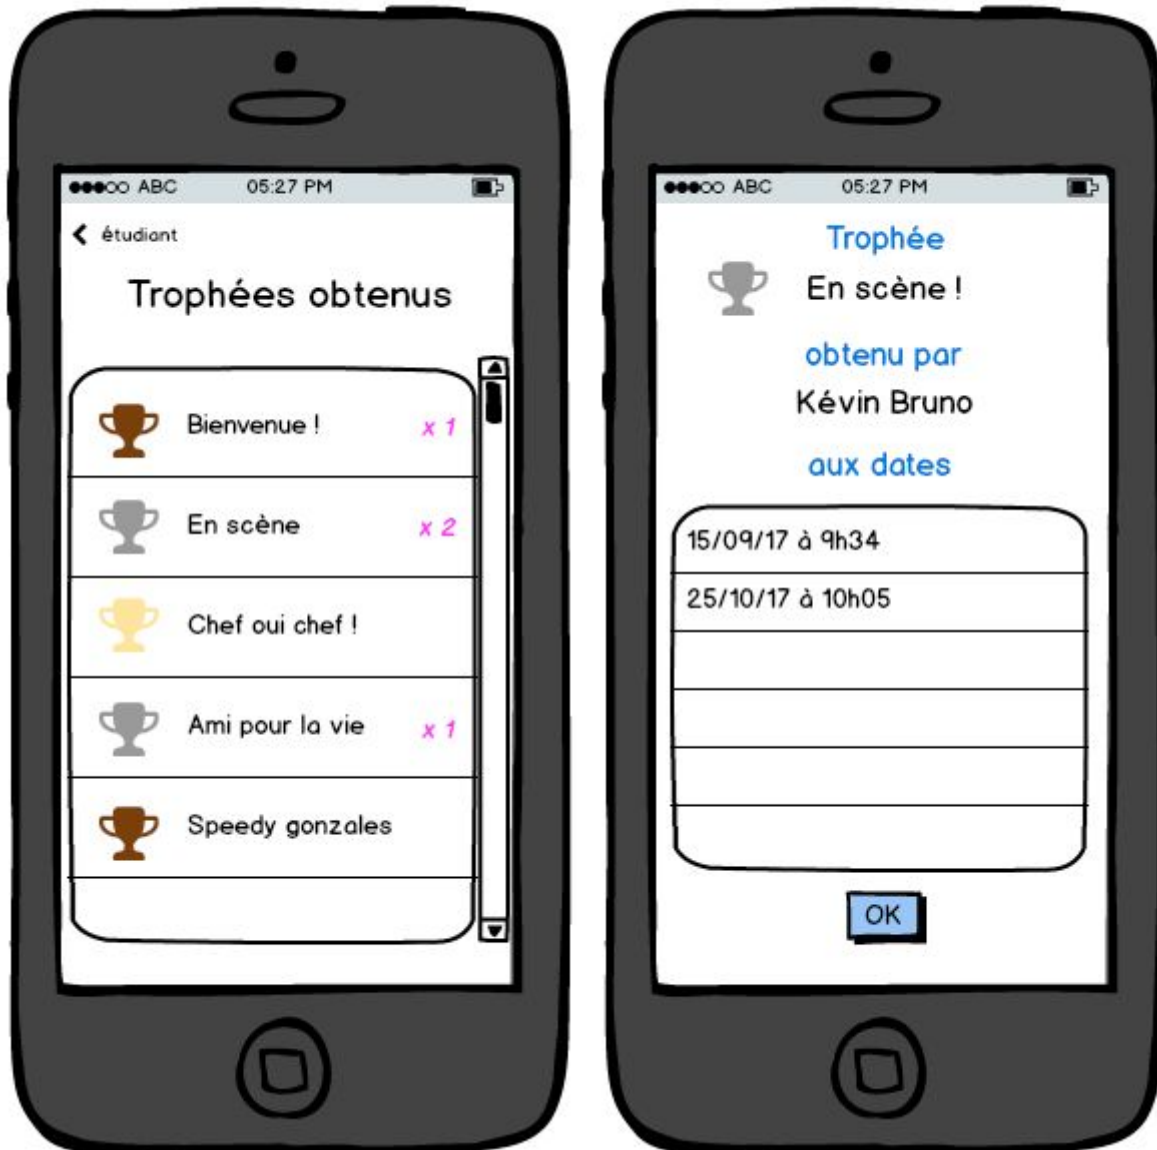 ABC 05:27 PM
étudiant
Trophées obtenus
Bienvenue ! x 1
En scène x 2
Chef oui chef !
Ami pour la vie x 1
Speedy gonzales
ABC 05:27 PM
Trophée
En scène !
obtenu par
Kévin Bruno
aux dates
15/09/17 à 9h34
25/10/17 à 10h05
OK